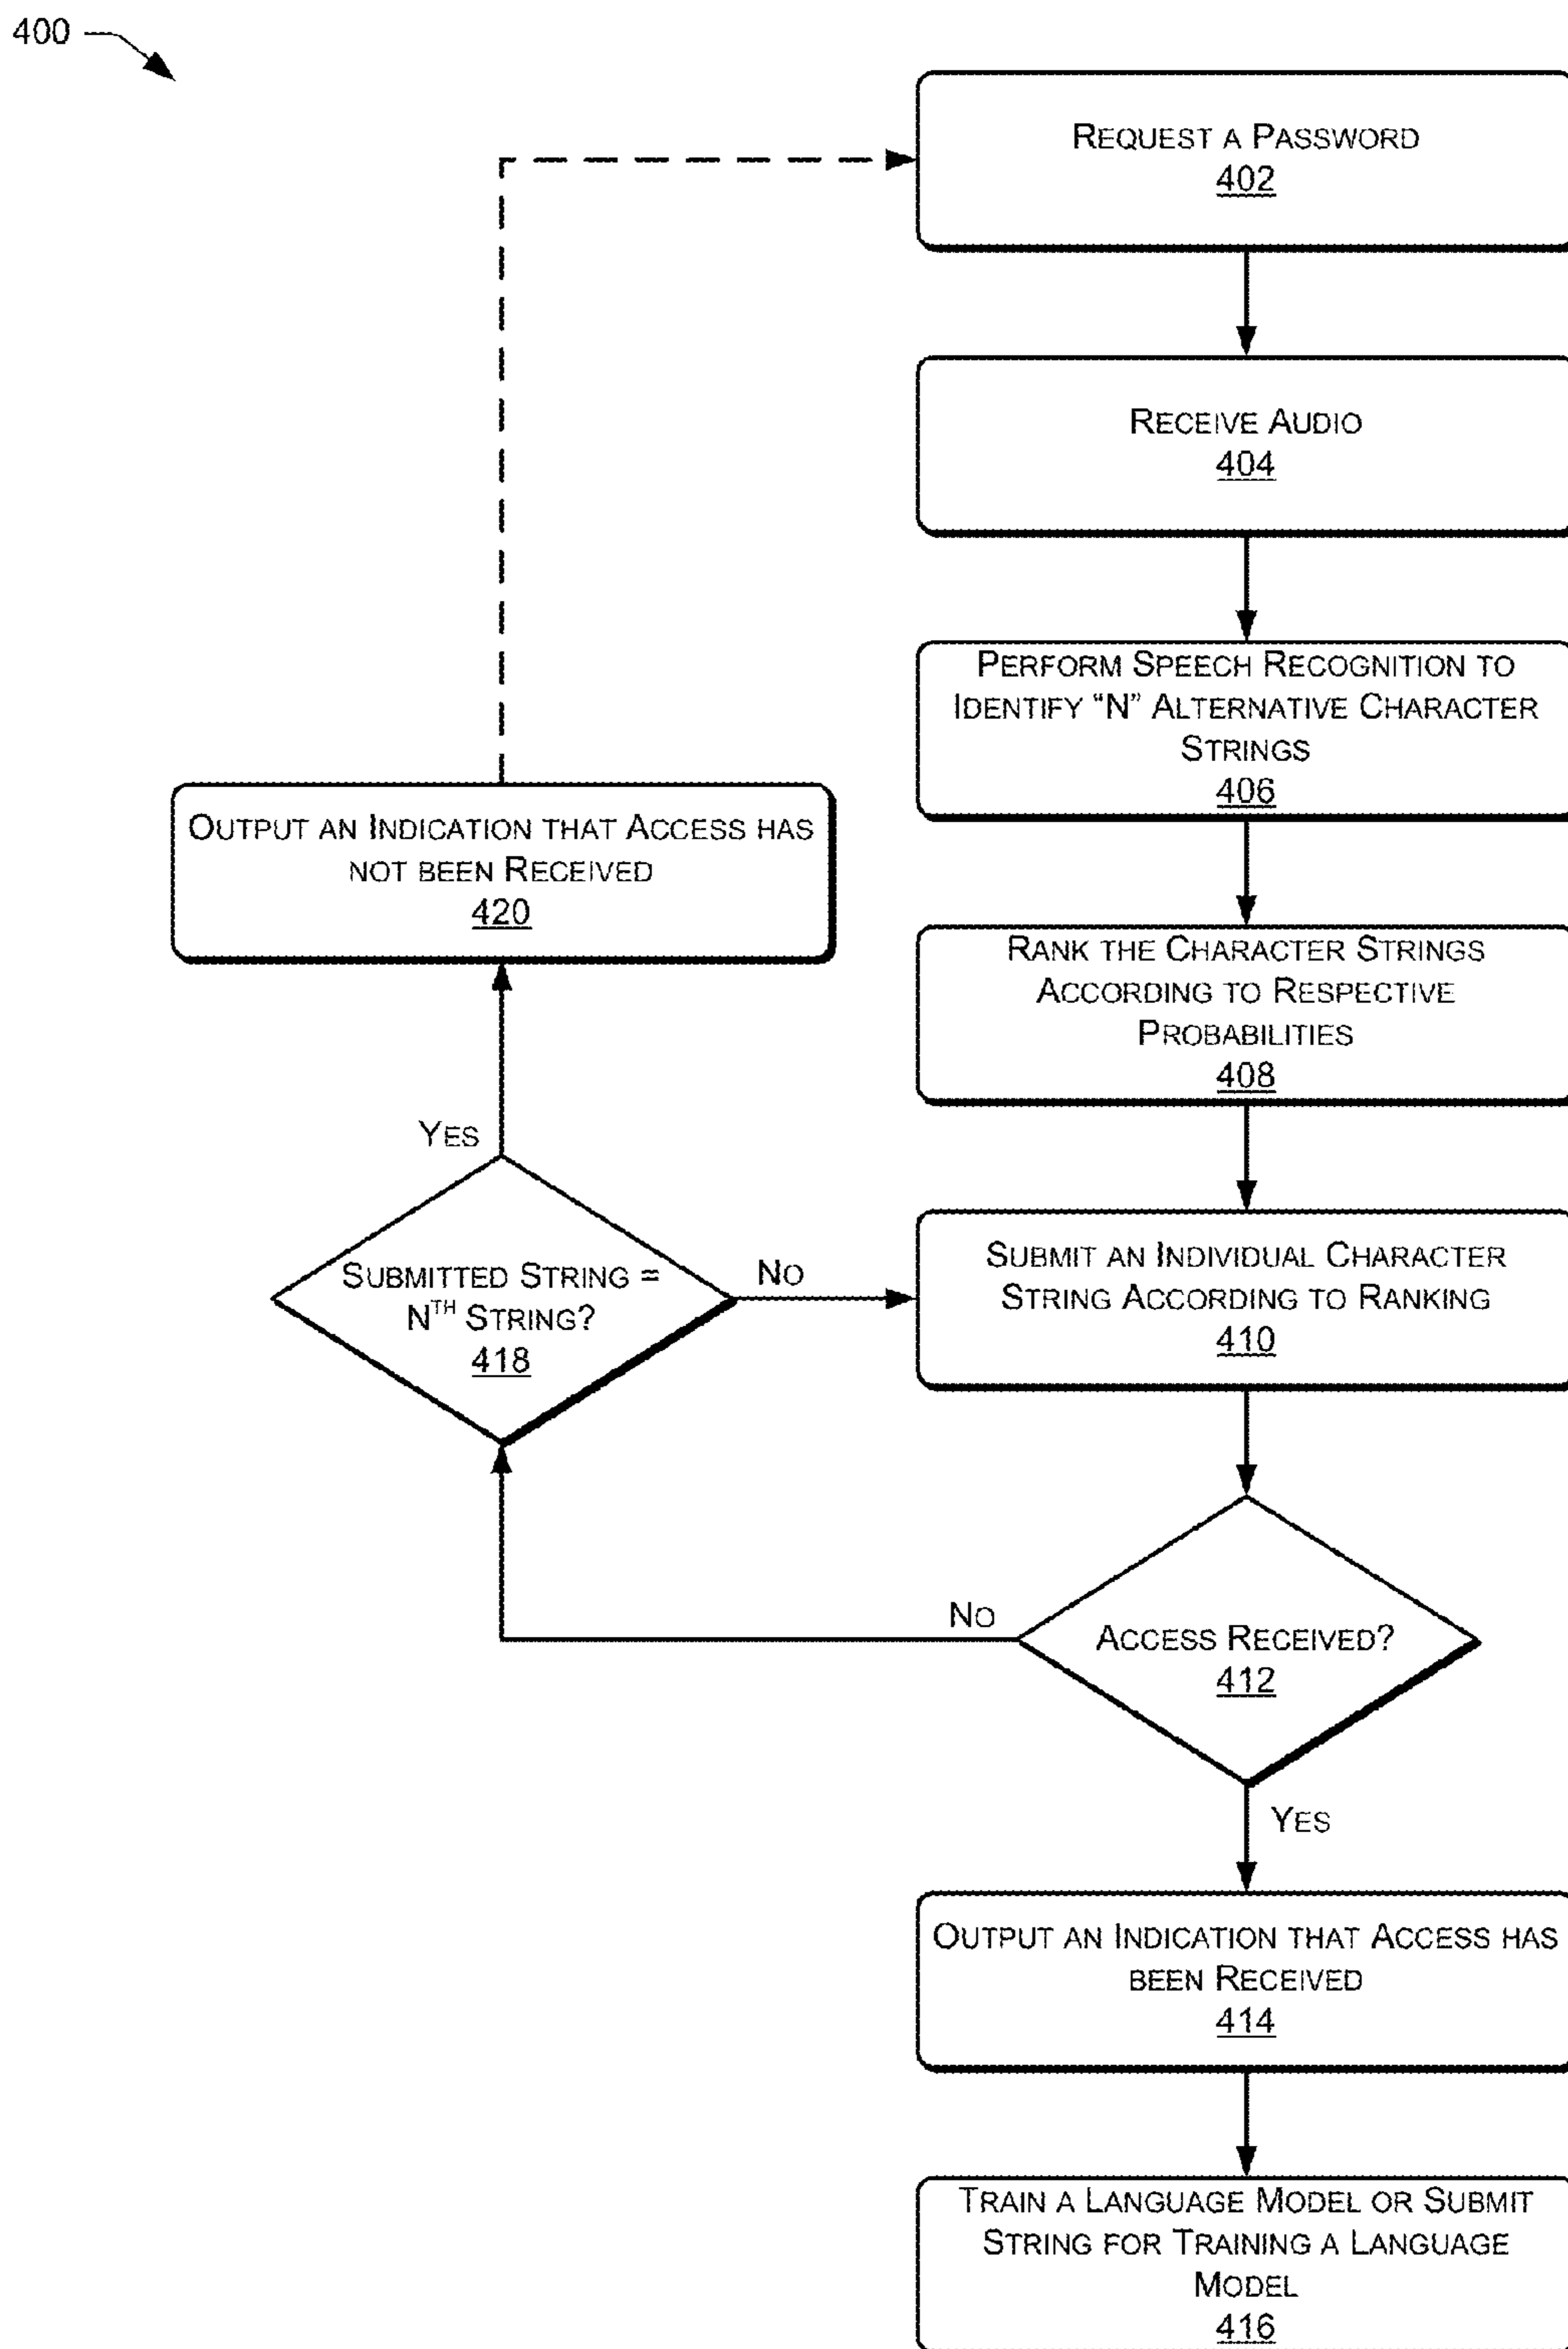 400
REQUEST A PASSWORD
402
RECEIVE AUDIO
404
PERFORM SPEECH RECOGNITION TO
IDENTIFY “N” ALTERNATIVE CHARACTER
STRINGS
406
OUTPUT AN INDICATION THAT ACCESS HAS
NOT BEEN RECEIVED
420
RANK THE CHARACTER STRINGS
ACCORDING TO RESPECTIVE
PROBABILITIES
408
YES
SUBMITTED STRING =
NTH STRING?
418
NO
SUBMIT AN INDIVIDUAL CHARACTER
STRING ACCORDING TO RANKING
410
NO
ACCESS RECEIVED?
412
YES
OUTPUT AN INDICATION THAT ACCESS HAS
BEEN RECEIVED
414
TRAIN A LANGUAGE MODEL OR SUBMIT
STRING FOR TRAINING A LANGUAGE
MODEL
416